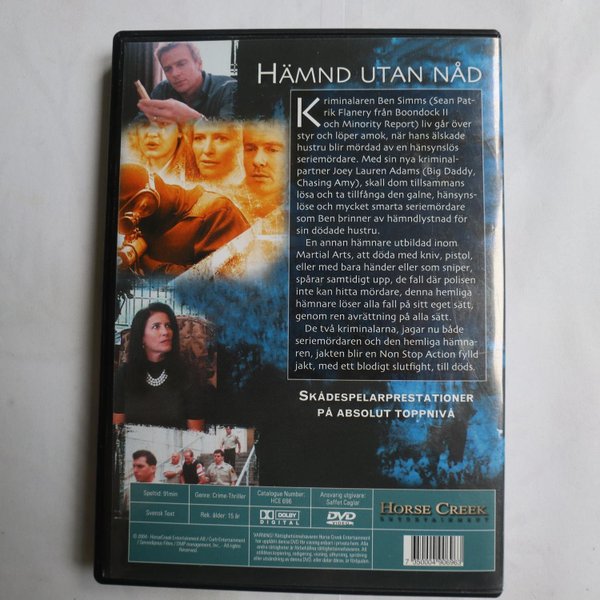 HÄMND UTAN NÅD
Kriminalaren Ben Simms (Sean Pat-
rik Flanery från Boondock II
och Minority Report) liv går över
styr och löper amok, när hans älskade
hustru blir mördad av en hänsynslös
seriemördare. Med sin nya kriminal-
partner Joey Lauren Adams (Big Daddy,
Chasing Amy), skall dom tillsammans
lösa och ta tillfånga den galne, hänsyns-
löse och mycket smarta seriemördare
som Ben brinner av hämndlystnad för
sin dödade hustru.
En annan hämnare utbildad inom
Martial Arts, att döda med kniv, pistol,
eller med bara händer eller som sniper,
spårar samtidigt upp, de fall där polisen
inte kan hitta mördare, denna hemliga
hämnare löser alla fall på sitt eget sätt,
genom ren avrättning på alla sätt.
De två kriminalarna, jagar nu både
seriemördaren och den hemliga hämna-
ren, jakten blir en Non Stop Action fylld
jakt, med ett blodigt slutfight, till döds.
SKÅDESPELARPRESTATIONER
PÅ ABSOLUT TOPPNIVÅ
Speltid: 91min
Genre: Crime-Thriller
Catalogue Number:
HCE 696
Ansvarig utgivare:
Saffet Caglar
Svensk Text
Rek. ålder: 15 år
DOLBY
DIGITAL
DVD
VIDEO
HORSE CREEK
ENTERTAINMENT